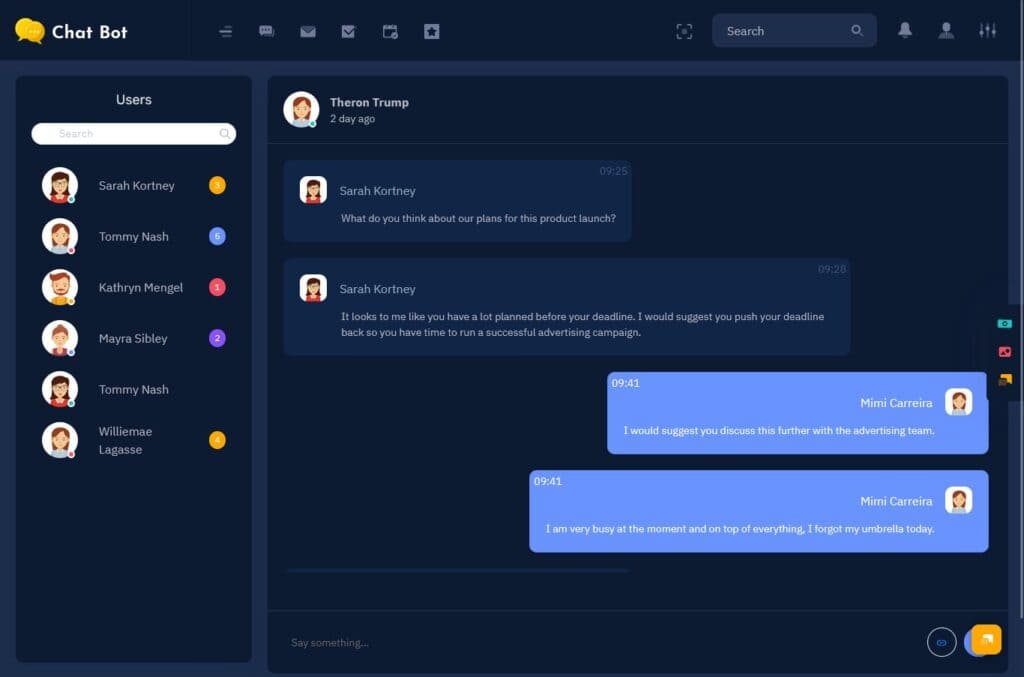 Chat Bot
Search
Users
Search
Sarah Kortney
3
Tommy Nash
6
Kathryn Mengel
1
Mayra Sibley
2
Tommy Nash
Williemae
Lagasse
4
Theron Trump
2 day ago
09:25
Sarah Kortney
What do you think about our plans for this product launch?
09:28
Sarah Kortney
It looks to me like you have a lot planned before your deadline. I would suggest you push your deadline
back so you have time to run a successful advertising campaign.
09:41
Mimi Carreira
I would suggest you discuss this further with the advertising team.
09:41
Mimi Carreira
I am very busy at the moment and on top of everything, I forgot my umbrella today.
Say something...